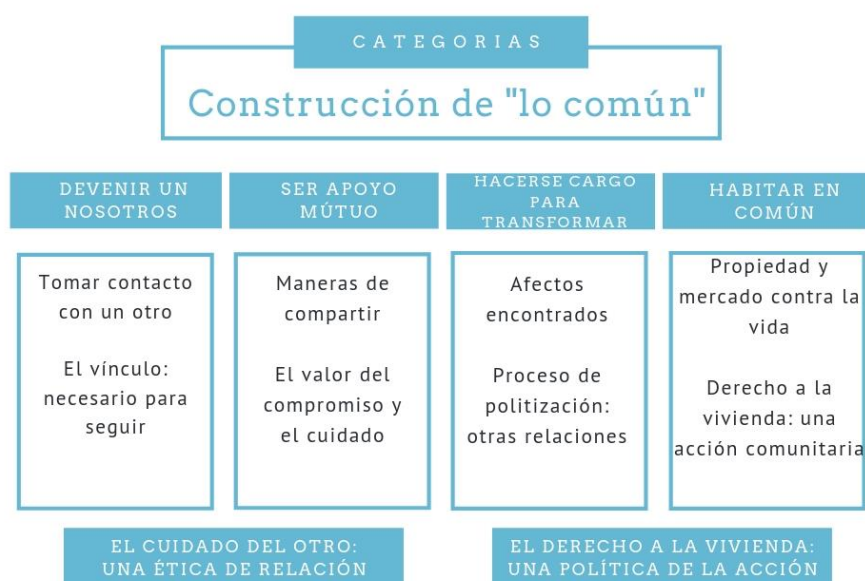 CATEGORIAS
Construcción de "lo común"
DEVENIR UN
NOSOTROS
Tomar contacto
con un otro
El vínculo:
necesario para
seguir
SER APOYO
MÚTUO
Maneras de
compartir
El valor del
compromiso y
el cuidado
HACERSE CARGO
PARA
TRANSFORMAR
Afectos
encontrados
Proceso de
politización:
otras relaciones
HABITAR EN
COMÚN
Propiedad y
mercado contra la
vida
Derecho a la
vivienda: una
acción comunitaria
EL CUIDADO DEL OTRO:
UNA ÉTICA DE RELACIÓN
EL DERECHO A LA VIVIENDA:
UNA POLÍTICA DE LA ACCIÓN